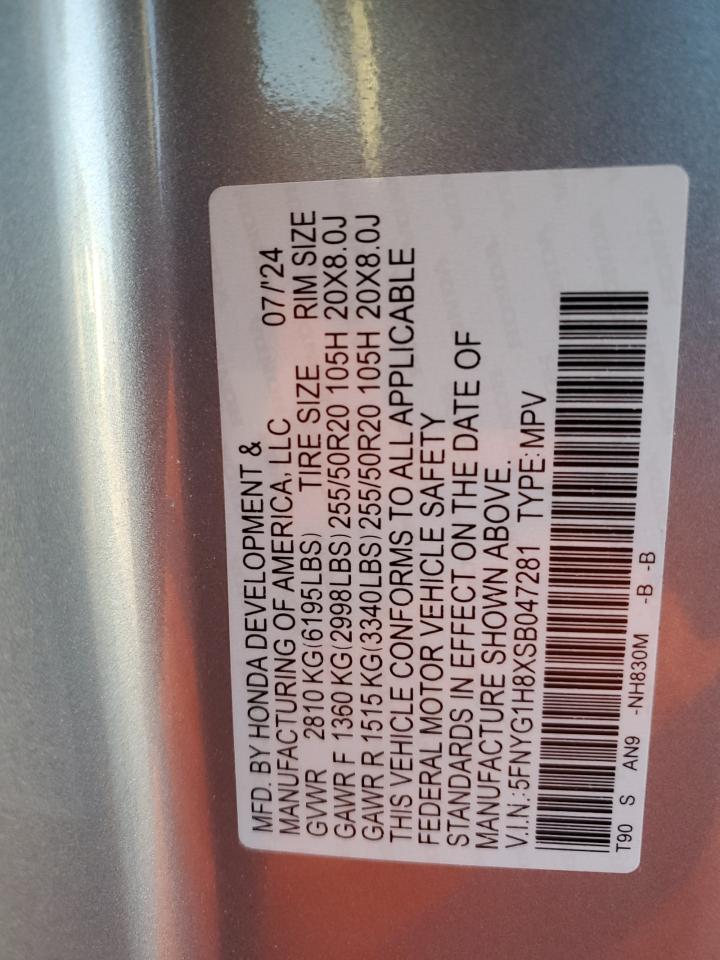 MFD. BY HONDA DEVELOPMENT &
MANUFACTURING OF AMERICA, LLC 07/'24
GVWR 2810 KG(6195LBS) TIRE SIZE RIM SIZE
GAWR F 1360 KG(2998LBS) 255/50R20 105H 20X8.0J
GAWR R 1515 KG(3340LBS) 255/50R20 105H 20X8.0J
THIS VEHICLE CONFORMS TO ALL APPLICABLE
FEDERAL MOTOR VEHICLE SAFETY
STANDARDS IN EFFECT ON THE DATE OF
MANUFACTURE SHOWN ABOVE.
V.I.N.:5FNYG1H8XSB047281 TYPE:MPV
T90 S AN9 -NH830M -B -B